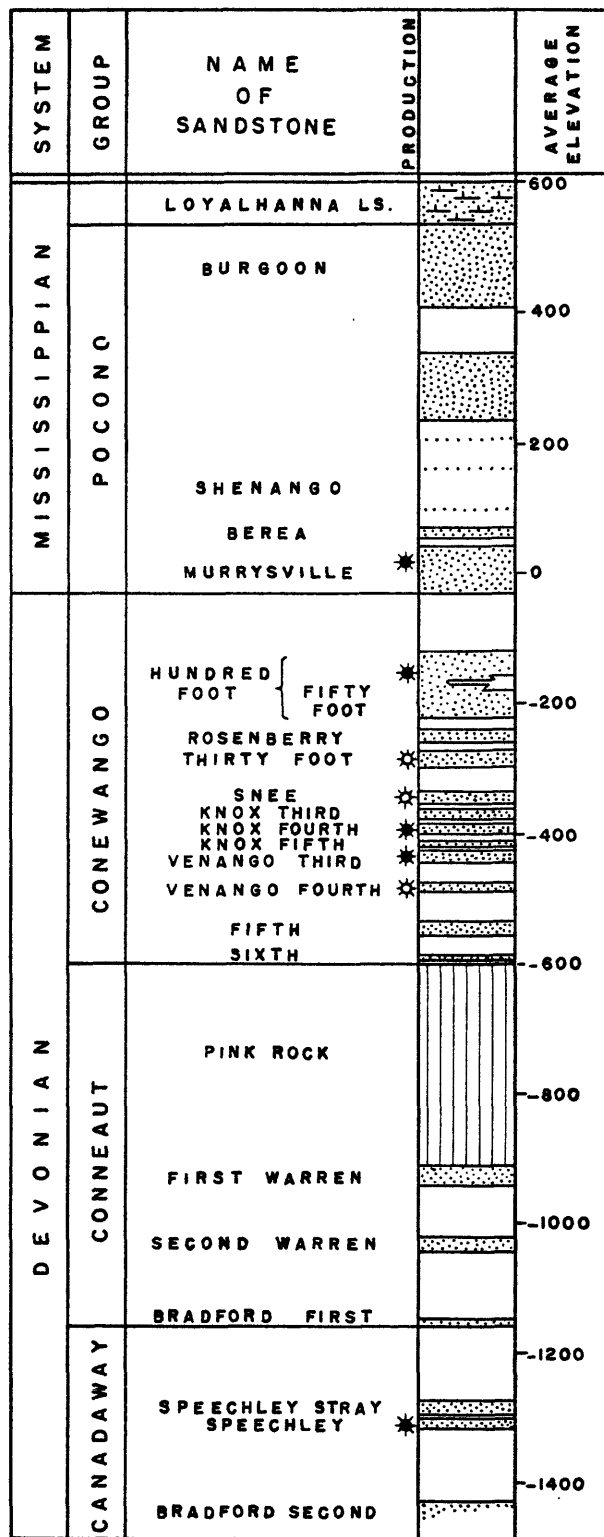 SYSTEM
GROUP
NAME
OF
SANDSTONE
PRODUCTION
AVERAGE
ELEVATION
MISSISSIPPIAN
POCONO
LOYALHANNA LS.
BURGOON
SHENANGO
BEREA
MURRYSVILLE
600
400
200
0
DEVONIAN
CONEWANGO
HUNDRED
FOOT
FIFTY
FOOT
ROSENBERRY
THIRTY FOOT
SNEE
KNOX THIRD
KNOX FOURTH
KNOX FIFTH
VENANGO THIRD
VENANGO FOURTH
FIFTH
SIXTH
-200
-400
-600
CONNEAUT
PINK ROCK
FIRST WARREN
SECOND WARREN
BRADFORD FIRST
-800
-1000
CANADAWAY
SPEECHLEY STRAY
SPEECHLEY
BRADFORD SECOND
-1200
-1400